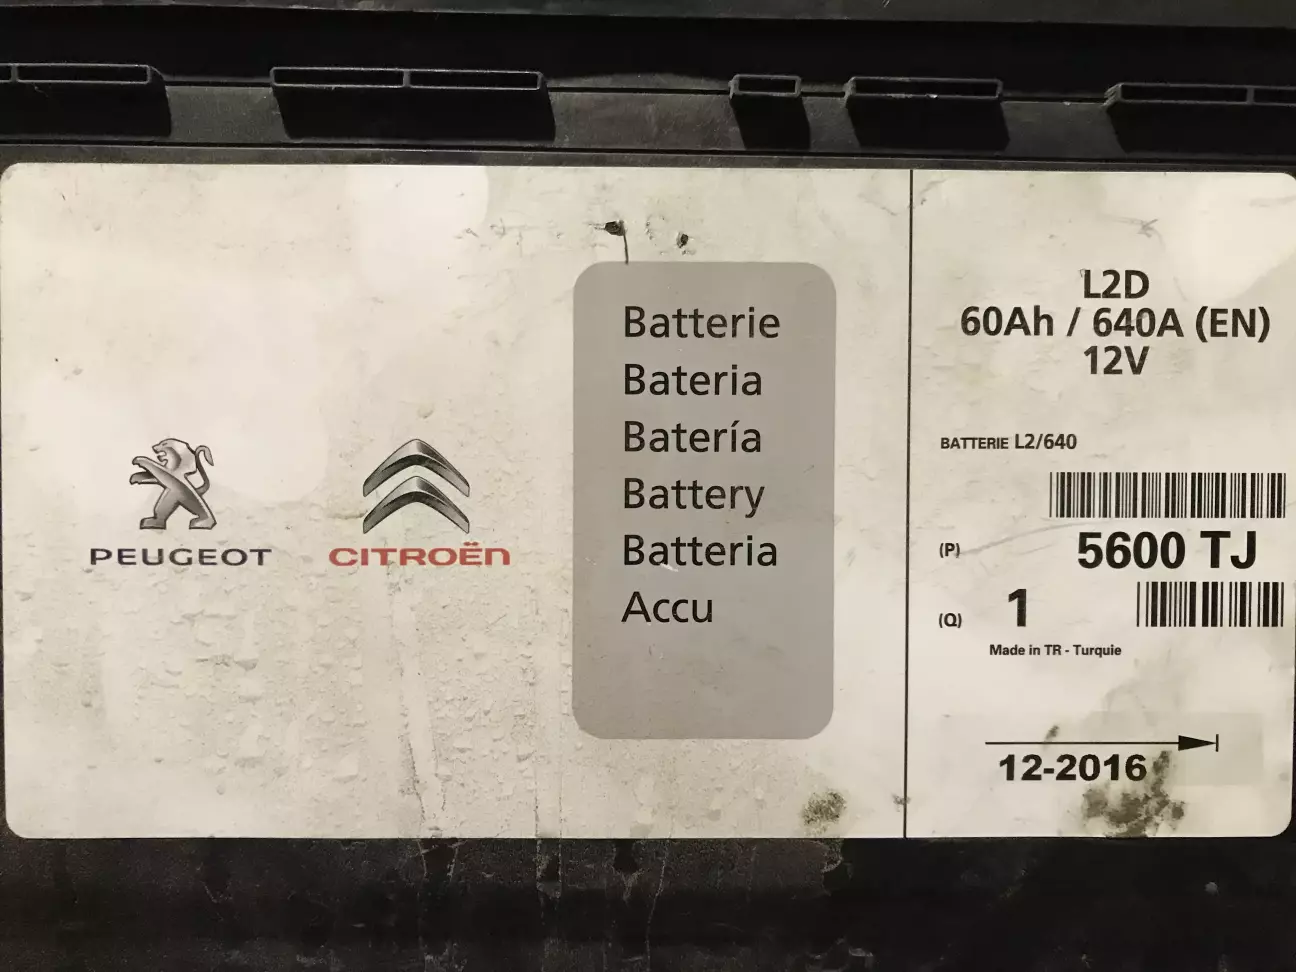 PEUGEOT
CITROËN
Batterie
Bateria
Batería
Battery
Batteria
Accu
L2D
60Ah / 640A (EN)
12V
BATTERIE L2/640
(P) 5600 TJ
(Q) 1
Made in TR - Turquie
12-2016